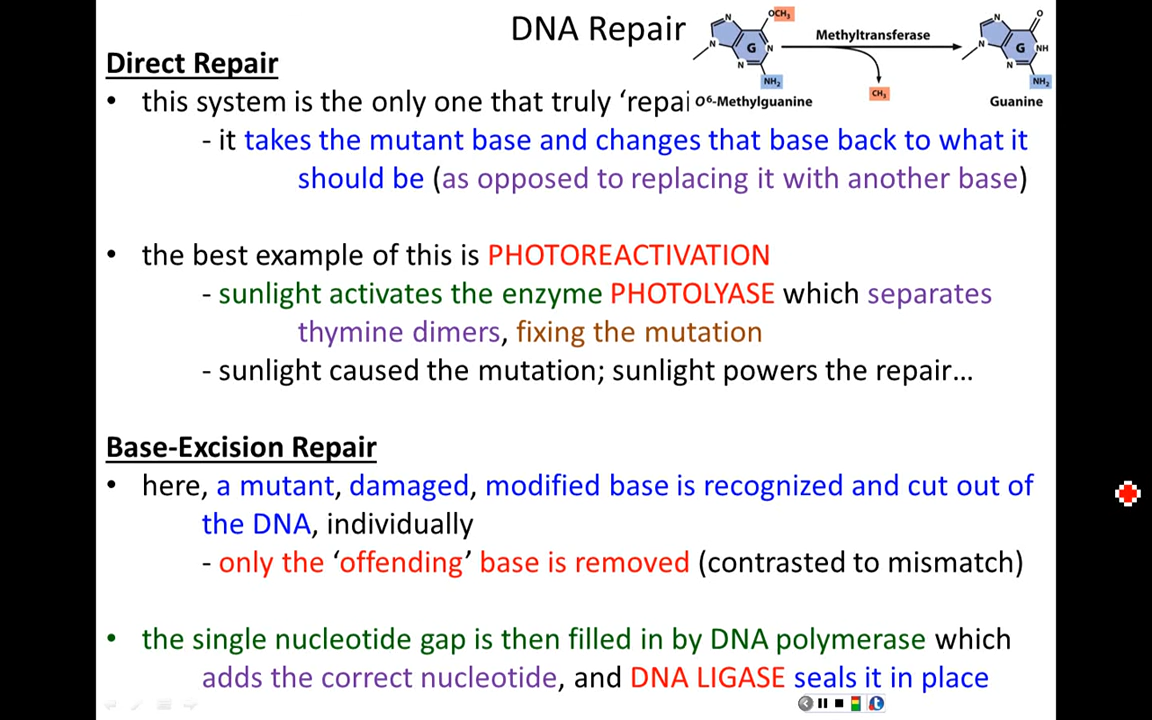 DNA Repair
OCH3
N
N
G
N
N
NH2
O⁶-Methylguanine
Methyltransferase
CH3
O
N
N
G
NH
N
NH2
Guanine
Direct Repair
• this system is the only one that truly ‘repai
- it takes the mutant base and changes that base back to what it
should be (as opposed to replacing it with another base)
• the best example of this is PHOTOREACTIVATION
- sunlight activates the enzyme PHOTOLYASE which separates
thymine dimers, fixing the mutation
- sunlight caused the mutation; sunlight powers the repair...
Base-Excision Repair
• here, a mutant, damaged, modified base is recognized and cut out of
the DNA, individually
- only the ‘offending’ base is removed (contrasted to mismatch)
• the single nucleotide gap is then filled in by DNA polymerase which
adds the correct nucleotide, and DNA LIGASE seals it in place